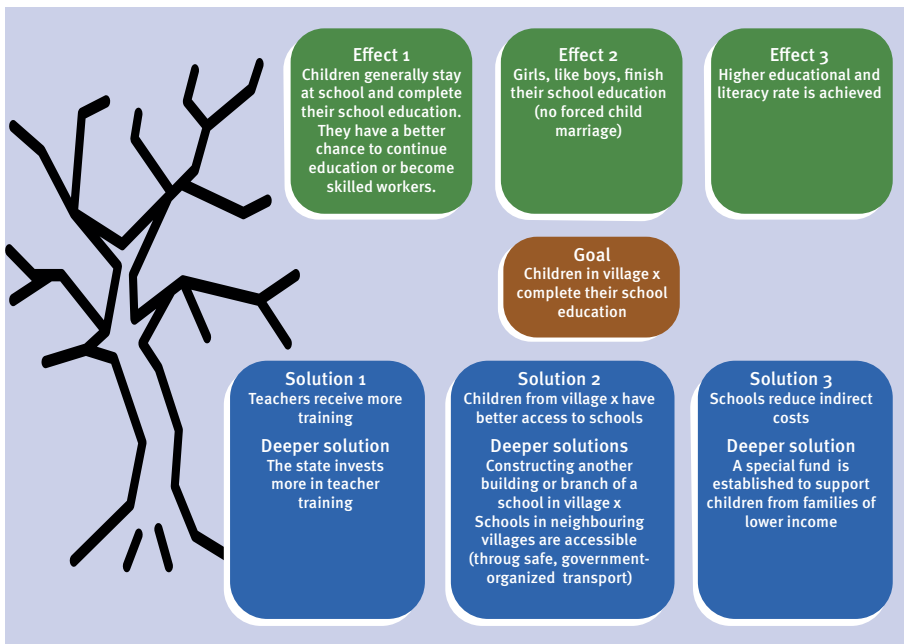 Effect 1
Children generally stay
at school and complete
their school education.
They have a better
chance to continue
education or become
skilled workers.
Effect 2
Girls, like boys, finish
their school education
(no forced child
marriage)
Effect 3
Higher educational and
literacy rate is achieved
Goal
Children in village x
complete their school
education
Solution 1
Teachers receive more
training
Deeper solution
The state invests
more in teacher
training
Solution 2
Children from village x have
better access to schools
Deeper solutions
Constructing another
building or branch of a
school in village x
Schools in neighbouring
villages are accessible
(throug safe, government-
organized transport)
Solution 3
Schools reduce indirect
costs
Deeper solution
A special fund is
established to support
children from families of
lower income